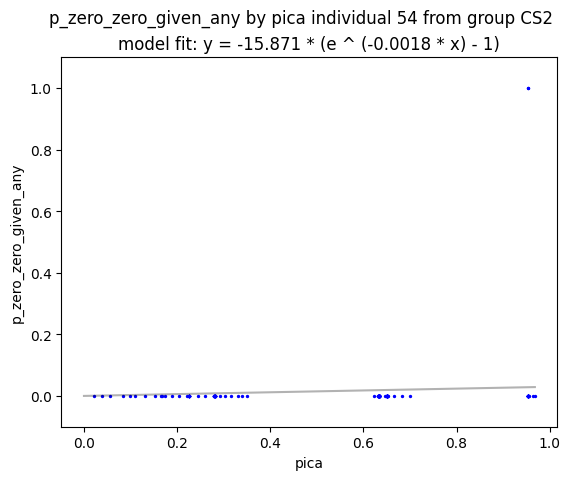 p_zero_zero_given_any by pica individual 54 from group CS2
model fit: y = -15.871 * (e ^ (-0.0018 * x) - 1)
1.0
0.8
0.6
0.4
0.2
0.0
p_zero_zero_given_any
0.0 0.2 0.4 0.6 0.8 1.0
pica